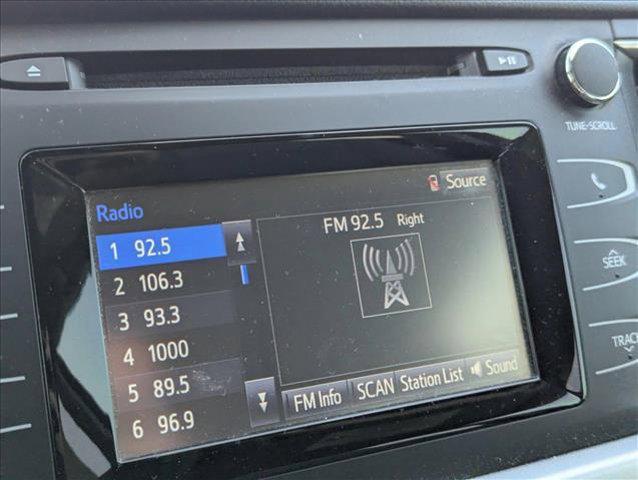 TUNE•SCROLL
Source
Radio
FM 92.5 Right
1 92.5
2 106.3
3 93.3
4 1000
5 89.5
6 96.9
FM Info SCAN Station List Sound
SEEK
TRACK